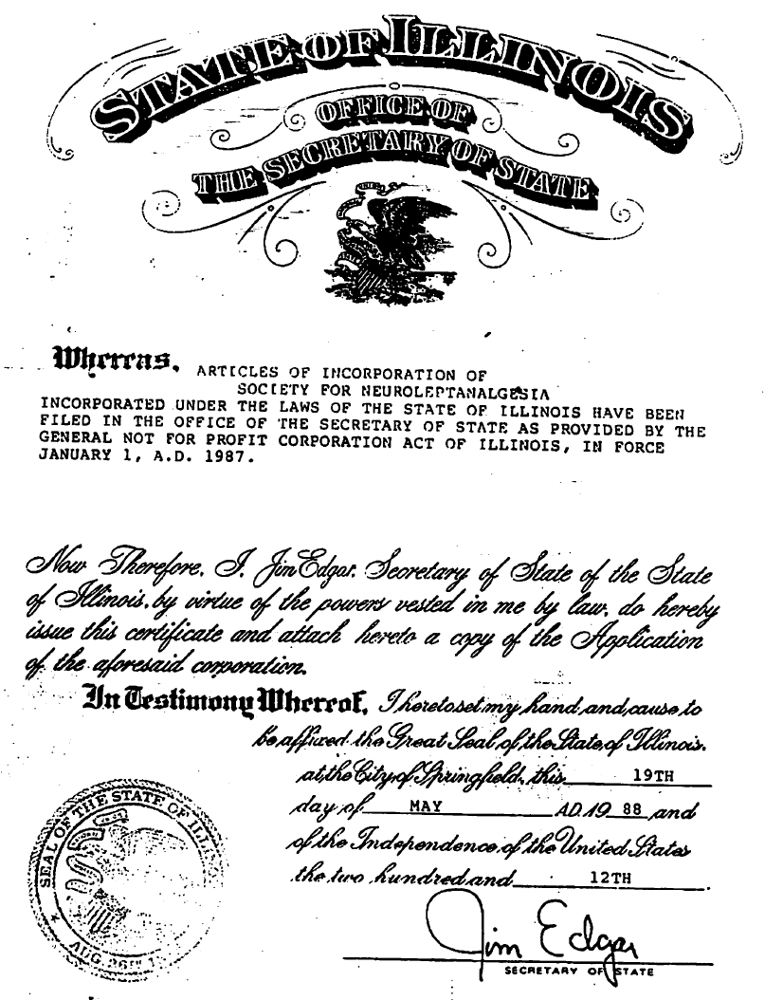 STATE OF ILLINOIS
OFFICE OF
THE SECRETARY OF STATE
Whereas, ARTICLES OF INCORPORATION OF
SOCIETY FOR NEUROLEPTANALGESIA
INCORPORATED UNDER THE LAWS OF THE STATE OF ILLINOIS HAVE BEEN
FILED IN THE OFFICE OF THE SECRETARY OF STATE AS PROVIDED BY THE
GENERAL NOT FOR PROFIT CORPORATION ACT OF ILLINOIS, IN FORCE
JANUARY 1, A.D. 1987.
Now Therefore, I, Jim Edgar, Secretary of State of the State
of Illinois, by virtue of the powers vested in me by law, do hereby
issue this certificate and attach hereto a copy of the Application
of the aforesaid corporation.
In Testimony Whereof, I hereto set my hand and cause to
be affixed the Great Seal of the State of Illinois,
at the City of Springfield, this 19TH
day of MAY A.D. 19 88 and
of the Independence of the United States
the two hundred and 12TH
SEAL OF THE STATE OF ILLIN
AUG. 26TH 1
Jim Edgar
SECRETARY OF STATE